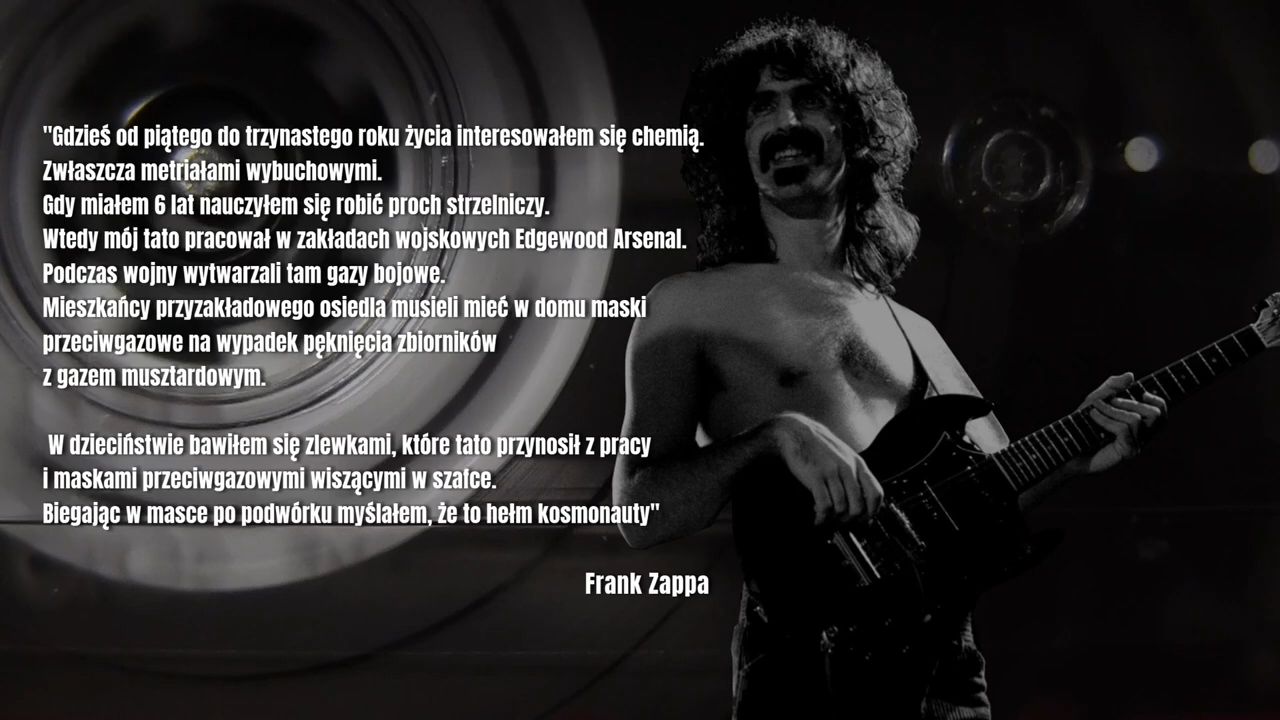 "Gdzieś od piątego do trzynastego roku życia interesowałem się chemią.
Zwłaszcza metriałami wybuchowymi.
Gdy miałem 6 lat nauczyłem się robić proch strzelniczy.
Wtedy mój tato pracował w zakładach wojskowych Edgewood Arsenal.
Podczas wojny wytwarzali tam gazy bojowe.
Mieszkańcy przyzakładowego osiedla musieli mieć w domu maski
przeciwgazowe na wypadek pęknięcia zbiorników
z gazem musztardowym.
W dzieciństwie bawiłem się zlewkami, które tato przynosił z pracy
i maskami przeciwgazowymi wiszącymi w szafce.
Biegając w masce po podwórku myślałem, że to hełm kosmonauty"
Frank Zappa